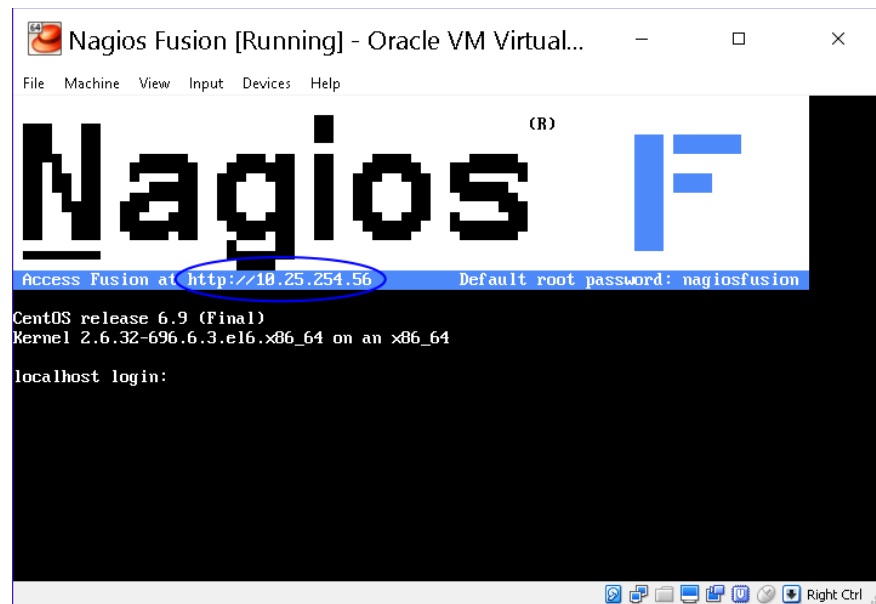 Nagios Fusion [Running] - Oracle VM Virtual...
File Machine View Input Devices Help
Nagios (R) F
Access Fusion at http://10.25.254.56 Default root password: nagiosfusion
CentOS release 6.9 (Final)
Kernel 2.6.32-696.6.3.el6.x86_64 on an x86_64
localhost login:
Right Ctrl